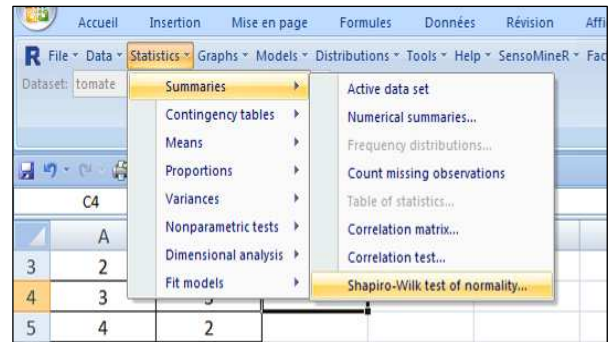 Accueil Insertion Mise en page Formules Données Révision Affi
R File Data Statistics Graphs Models Distributions Tools Help SensoMineR Fac
Dataset: tomate
Summaries
Contingency tables
Means
Proportions
Variances
Nonparametric tests
Dimensional analysis
Fit models
Active data set
Numerical summaries...
Frequency distributions...
Count missing observations
Table of statistics...
Correlation matrix...
Correlation test...
Shapiro-Wilk test of normality...
C4
A
3 2
4 3
5 4 2